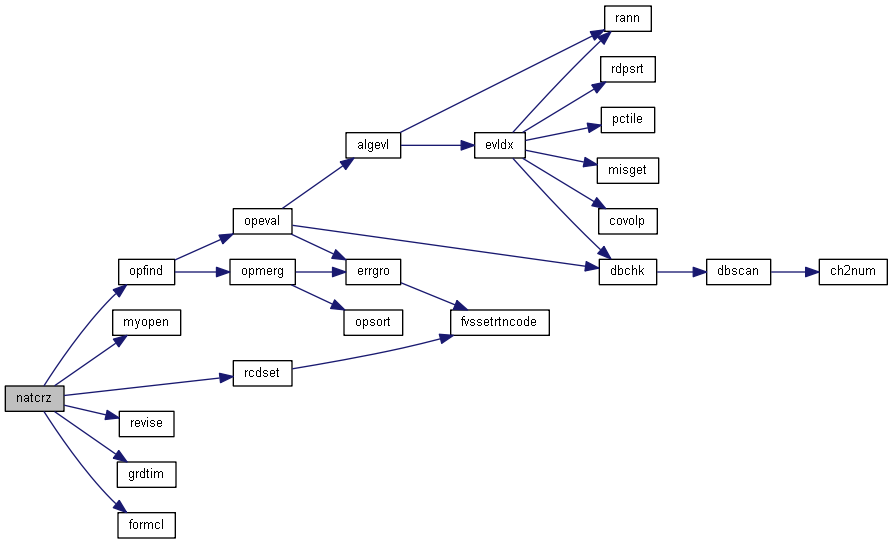 rann
rdpsrt
pctile
algevl
evldx
misget
opeval
covolp
opfind
opmerg
errgro
dbchk
dbscan
ch2num
myopen
opsort
fvssetrtncode
rcdset
natcrz
revise
grdtim
formcl